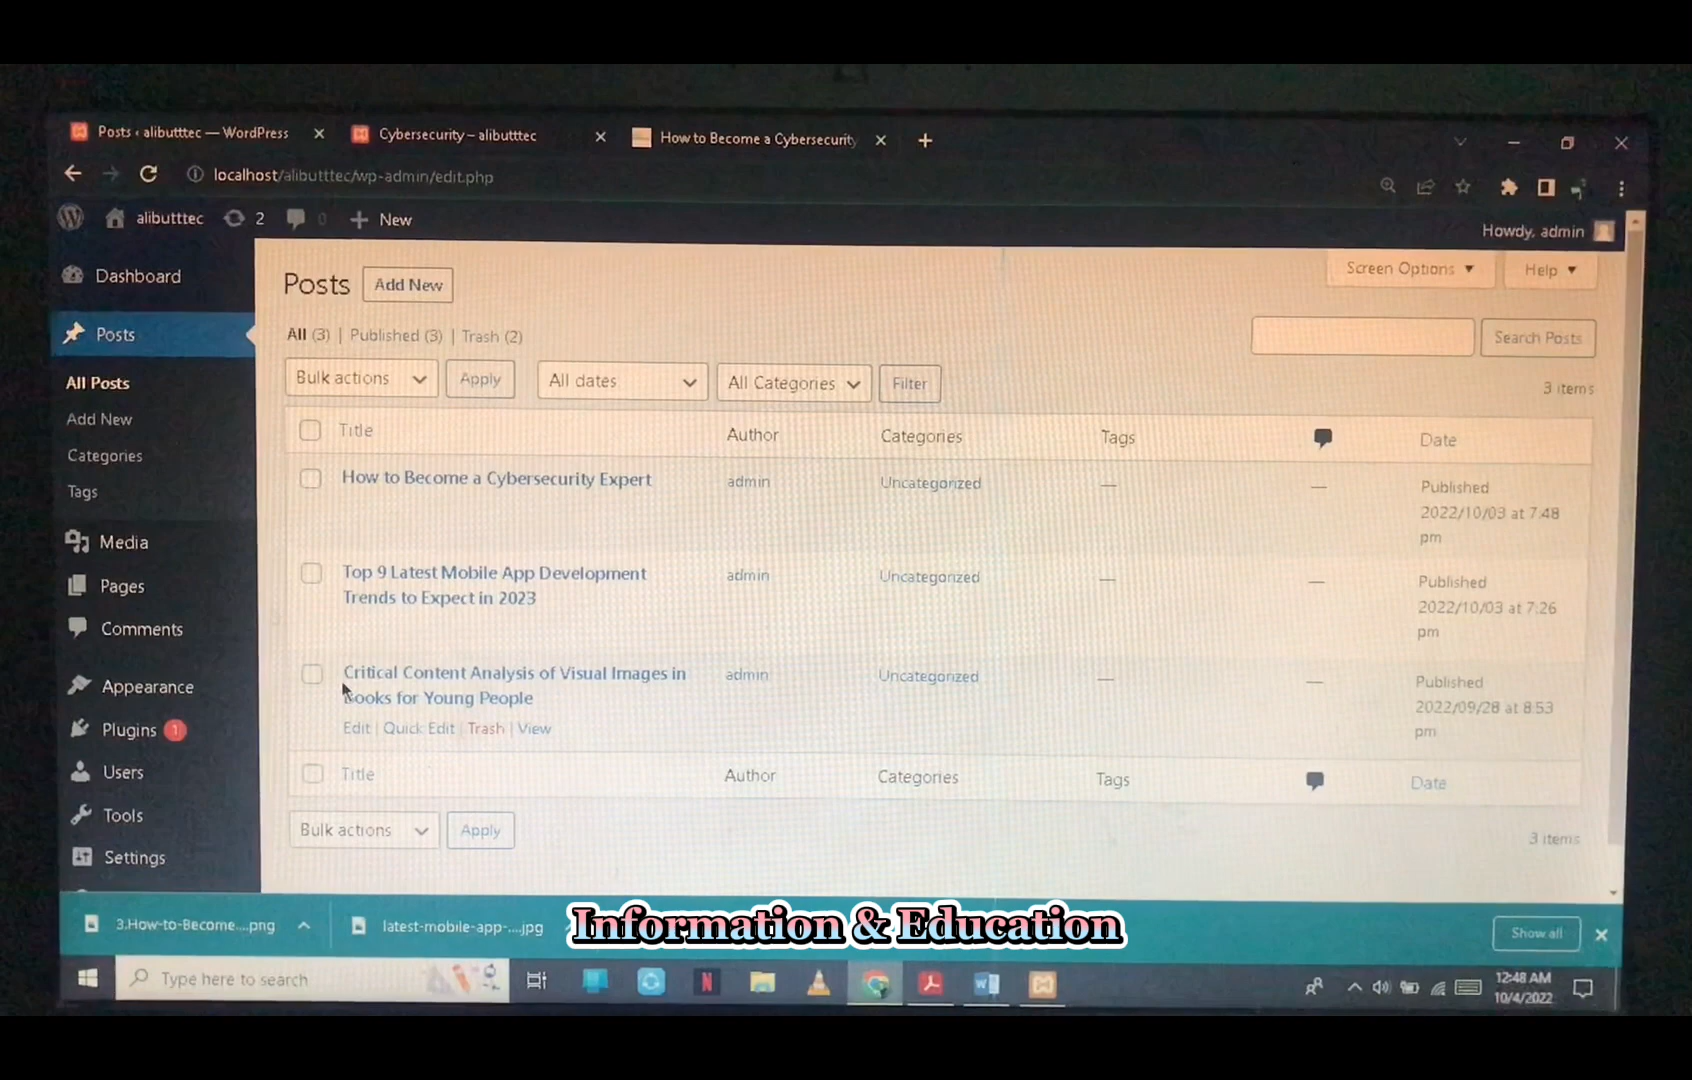 Posts ‹ alibutttec — WordPress
Cybersecurity – alibutttec
How to Become a Cybersecurity
localhost/alibutttec/wp-admin/edit.php
alibutttec
2
0
New
Howdy, admin
Dashboard
Posts
All Posts
Add New
Categories
Tags
Media
Pages
Comments
Appearance
Plugins 1
Users
Tools
Settings
Posts
Add New
Screen Options
Help
All (3) | Published (3) | Trash (2)
Search Posts
Bulk actions
Apply
All dates
All Categories
Filter
3 items
Title
Author
Categories
Tags
Date
How to Become a Cybersecurity Expert
admin
Uncategorized
—
—
Published
2022/10/03 at 7:48
pm
Top 9 Latest Mobile App Development
Trends to Expect in 2023
admin
Uncategorized
—
—
Published
2022/10/03 at 7:26
pm
Critical Content Analysis of Visual Images in
Books for Young People
Edit | Quick Edit | Trash | View
admin
Uncategorized
—
—
Published
2022/09/28 at 8:53
pm
Title
Author
Categories
Tags
Date
Bulk actions
Apply
3 items
3.How-to-Become....png
latest-mobile-app-....jpg
Information & Education
Show all
Type here to search
12:48 AM
10/4/2022